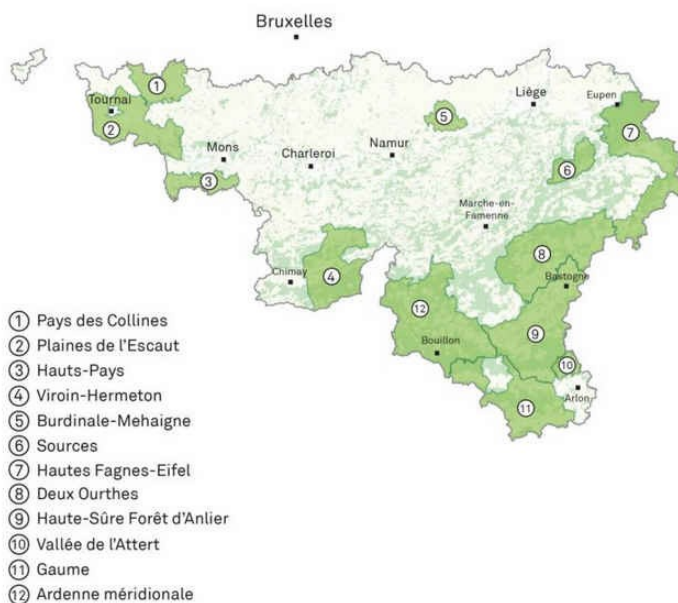 Bruxelles
①
Tournai
②
Liège
Eupen
⑤
⑦
Mons
Charleroi
Namur
③
⑥
Marche-en-
Famenne
Chimay
④
⑧
Bastogne
⑫
⑨
Bouillon
⑩
Arlon
⑪
① Pays des Collines
② Plaines de l'Escaut
③ Hauts-Pays
④ Viroin-Hermeton
⑤ Burdinale-Mehaigne
⑥ Sources
⑦ Hautes Fagnes-Eifel
⑧ Deux Ourthes
⑨ Haute-Sûre Forêt d'Anlier
⑩ Vallée de l'Attert
⑪ Gaume
⑫ Ardenne méridionale